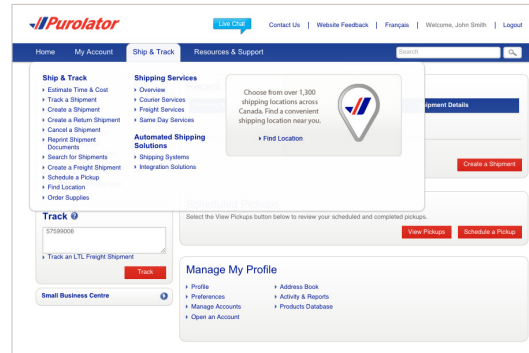 Purolator
Live Chat
Contact Us | Website Feedback | Français | Welcome, John Smith | Logout
Home My Account Ship & Track Resources & Support Search
Ship & Track
Estimate Time & Cost
Track a Shipment
Create a Shipment
Create a Return Shipment
Cancel a Shipment
Reprint Shipment
Documents
Search for Shipments
Create a Freight Shipment
Schedule a Pickup
Find Location
Order Supplies
Shipping Services
Overview
Courier Services
Freight Services
Same Day Services
Automated Shipping
Solutions
Shipping Systems
Integration Solutions
Choose from over 1,300
shipping locations across
Canada. Find a convenient
shipping location near you.
Find Location
ipment Details
Create a Shipment
Track
57599006
Track an LTL Freight Shipment
Track
Small Business Centre
Scheduling Pickups
Select the View Pickups button below to review your scheduled and completed pickups.
View Pickups Schedule a Pickup
Manage My Profile
Profile
Preferences
Manage Accounts
Open an Account
Address Book
Activity & Reports
Products Database